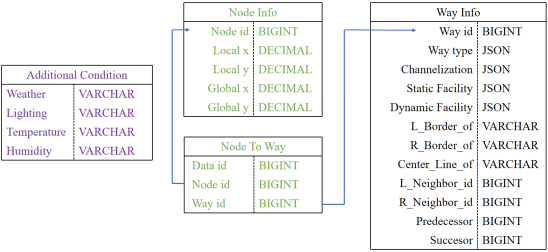 Additional Condition
Weather VARCHAR
Lighting VARCHAR
Temperature VARCHAR
Humidity VARCHAR
Node Info
Node id BIGINT
Local x DECIMAL
Local y DECIMAL
Global x DECIMAL
Global y DECIMAL
Node To Way
Data id BIGINT
Node id BIGINT
Way id BIGINT
Way Info
Way id BIGINT
Way type JSON
Channelization JSON
Static Facility JSON
Dynamic Facility JSON
L_Border_of VARCHAR
R_Border_of VARCHAR
Center_Line_of VARCHAR
L_Neighbor_id BIGINT
R_Neighbor_id BIGINT
Predecessor BIGINT
Succesor BIGINT